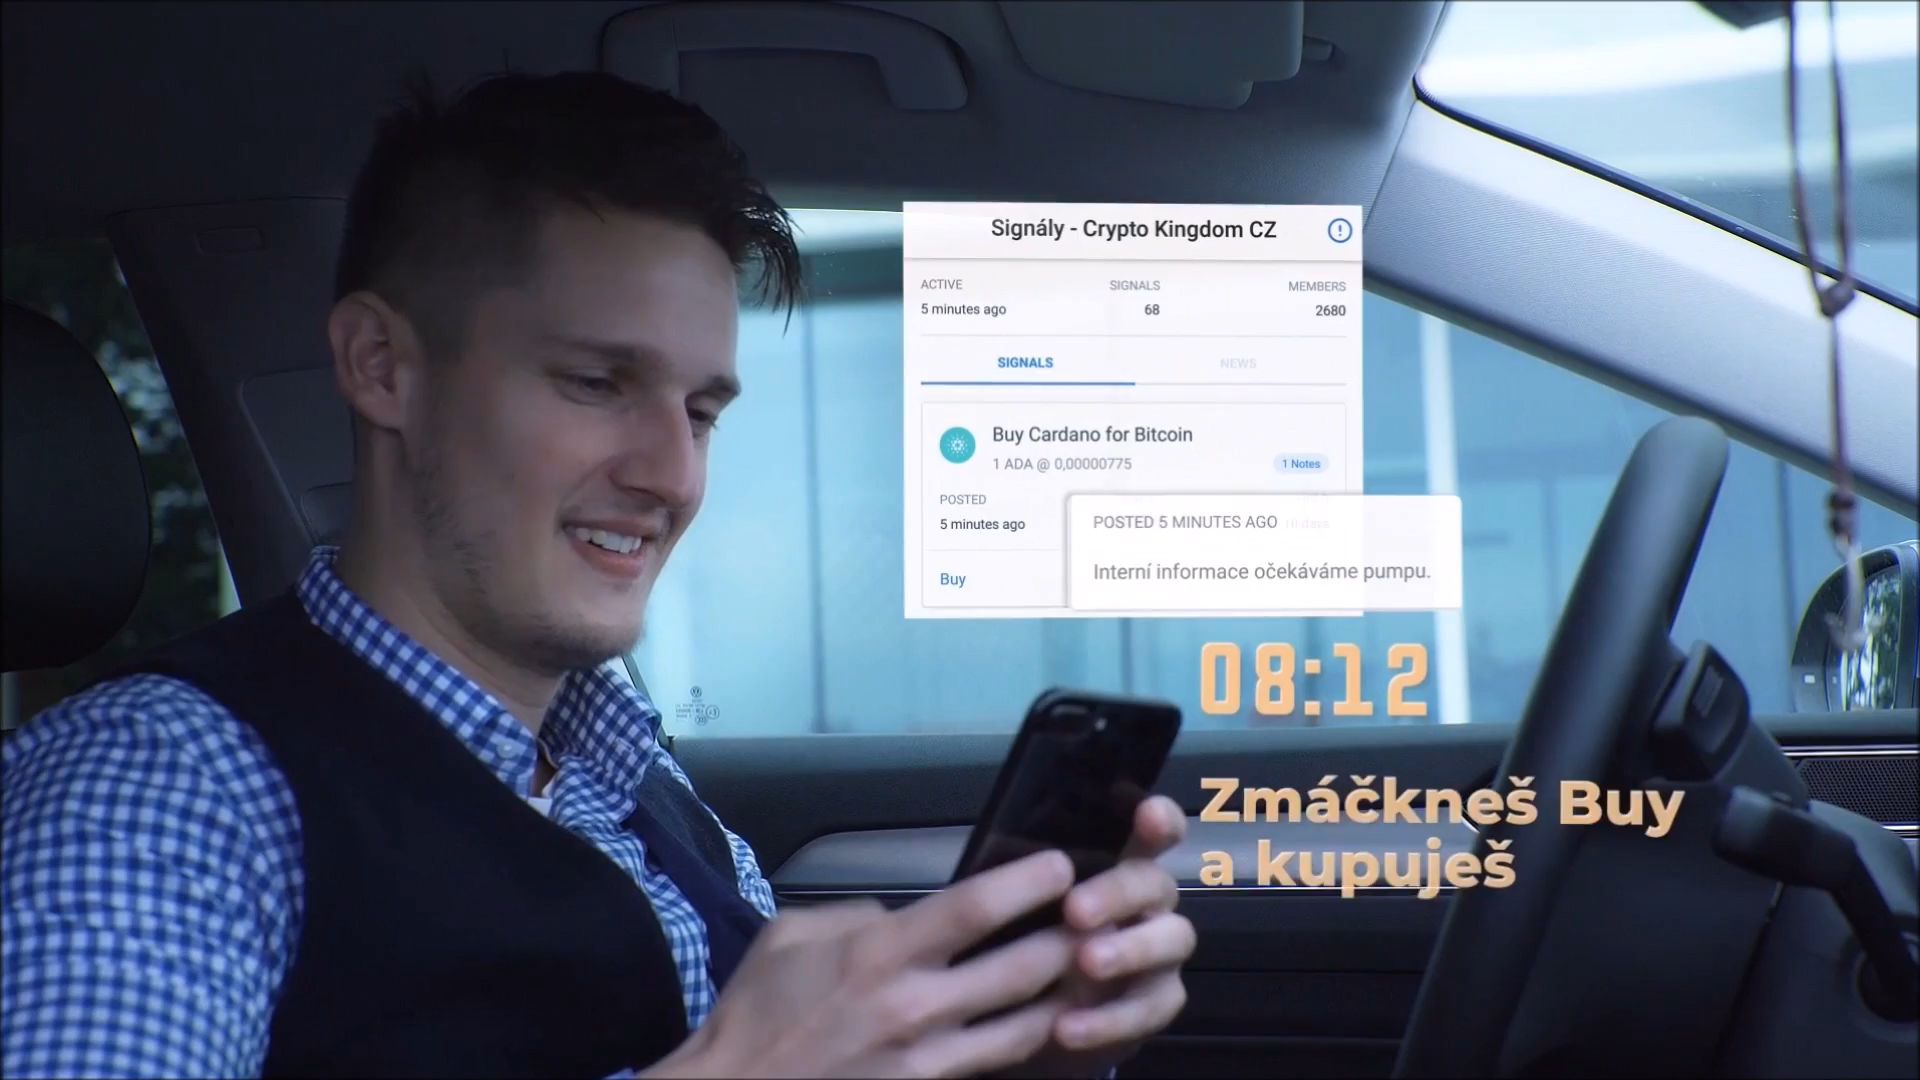 Signály - Crypto Kingdom CZ
ACTIVE SIGNALS MEMBERS
5 minutes ago 68 2680
SIGNALS NEWS
Buy Cardano for Bitcoin
1 ADA @ 0,00000775 1 Notes
POSTED
5 minutes ago
POSTED 5 MINUTES AGO
Interní informace očekáváme pumpu.
Buy
08:12
Zmáčkneš Buy
a kupuješ